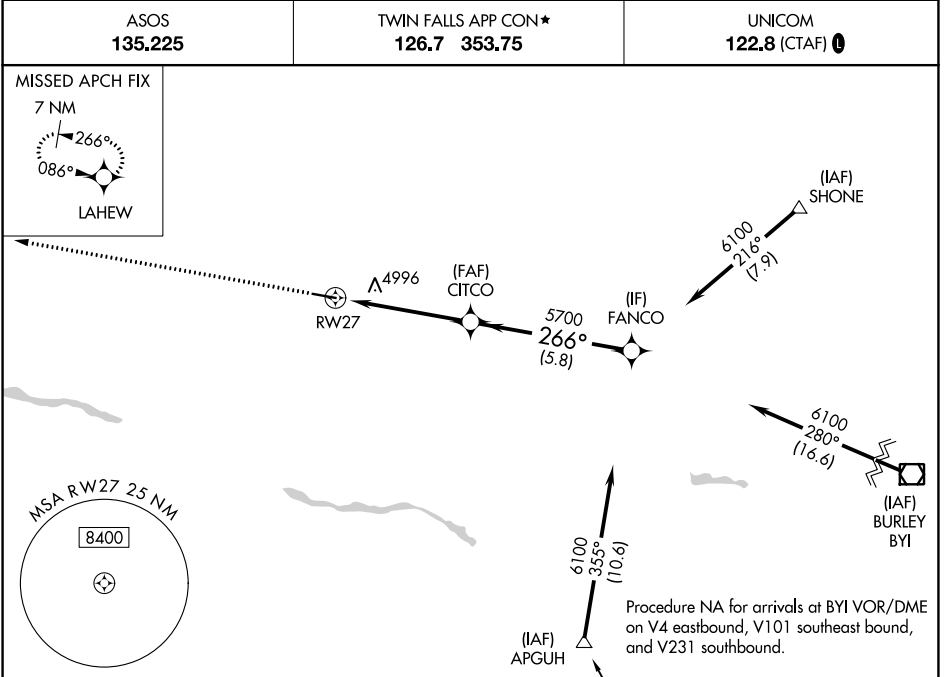 ASOS
135.225
TWIN FALLS APP CON★
126.7 353.75
UNICOM
122.8 (CTAF) L
MISSED APCH FIX
7 NM
266°
086°
LAHEW
(IAF)
SHONE
6100
216°
(7.9)
4996
(FAF)
CITCO
RW27
5700
266°
(5.8)
(IF)
FANCO
6100
280°
(16.6)
(IAF)
BURLEY
BYI
MSA RW27 25 NM
8400
6100
355°
(10.6)
(IAF)
APGUH
Procedure NA for arrivals at BYI VOR/DME
on V4 eastbound, V101 southeast bound,
and V231 southbound.